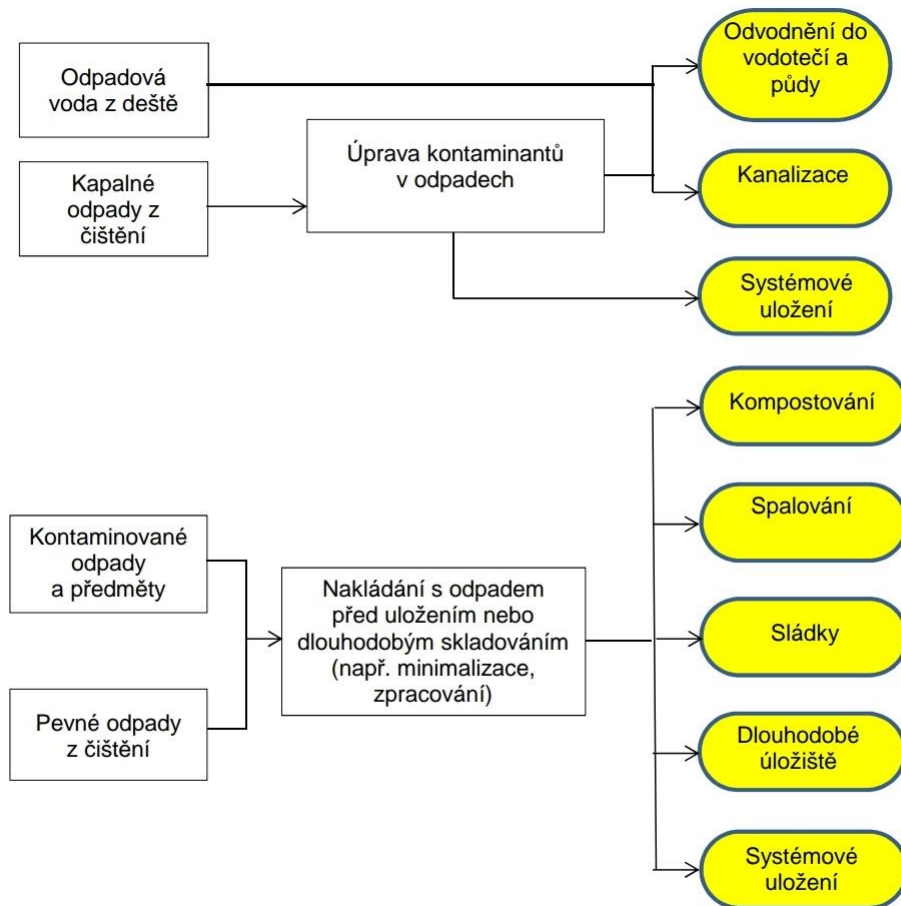 Odvodnění do
vodotečí a
půdy
Odpadová
voda z deště
Úprava kontaminantů
v odpadech
Kanalizace
Kapalné
odpady z
čištění
Systémové
uložení
Kompostování
Spalování
Kontaminované
odpady
a předměty
Nakládání s odpadem
před uložením nebo
dlouhodobým skladováním
(např. minimalizace,
zpracování)
Sládky
Pevné odpady
z čištění
Dlouhodobé
úložiště
Systémové
uložení